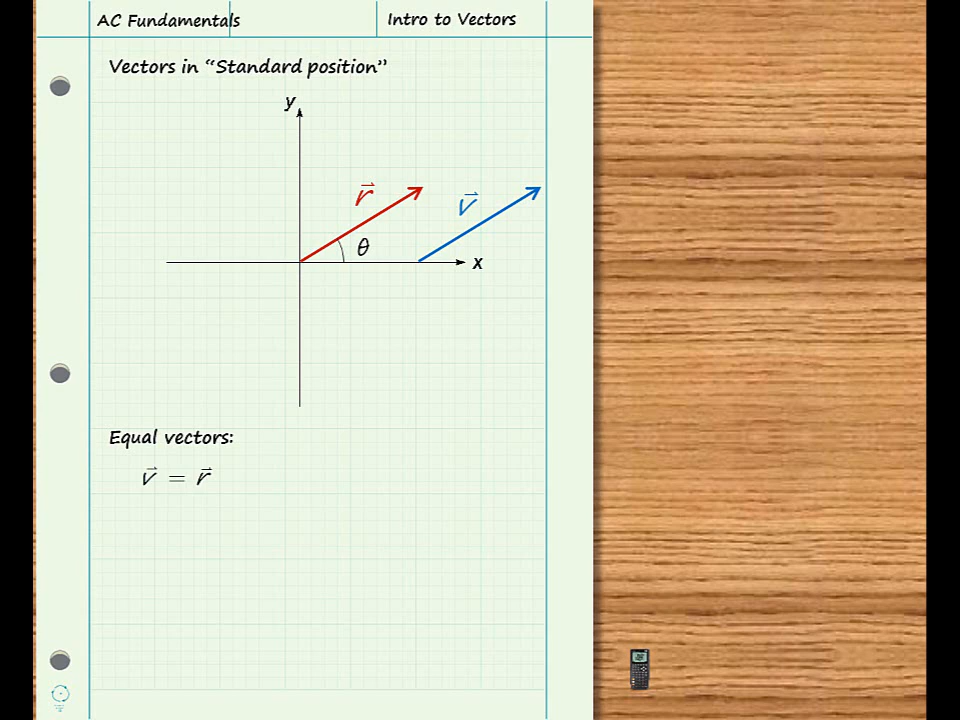 AC Fundamentals
Intro to Vectors
Vectors in “Standard position”
y
r⃗
v⃗
θ
x
Equal vectors:
v⃗ = r⃗